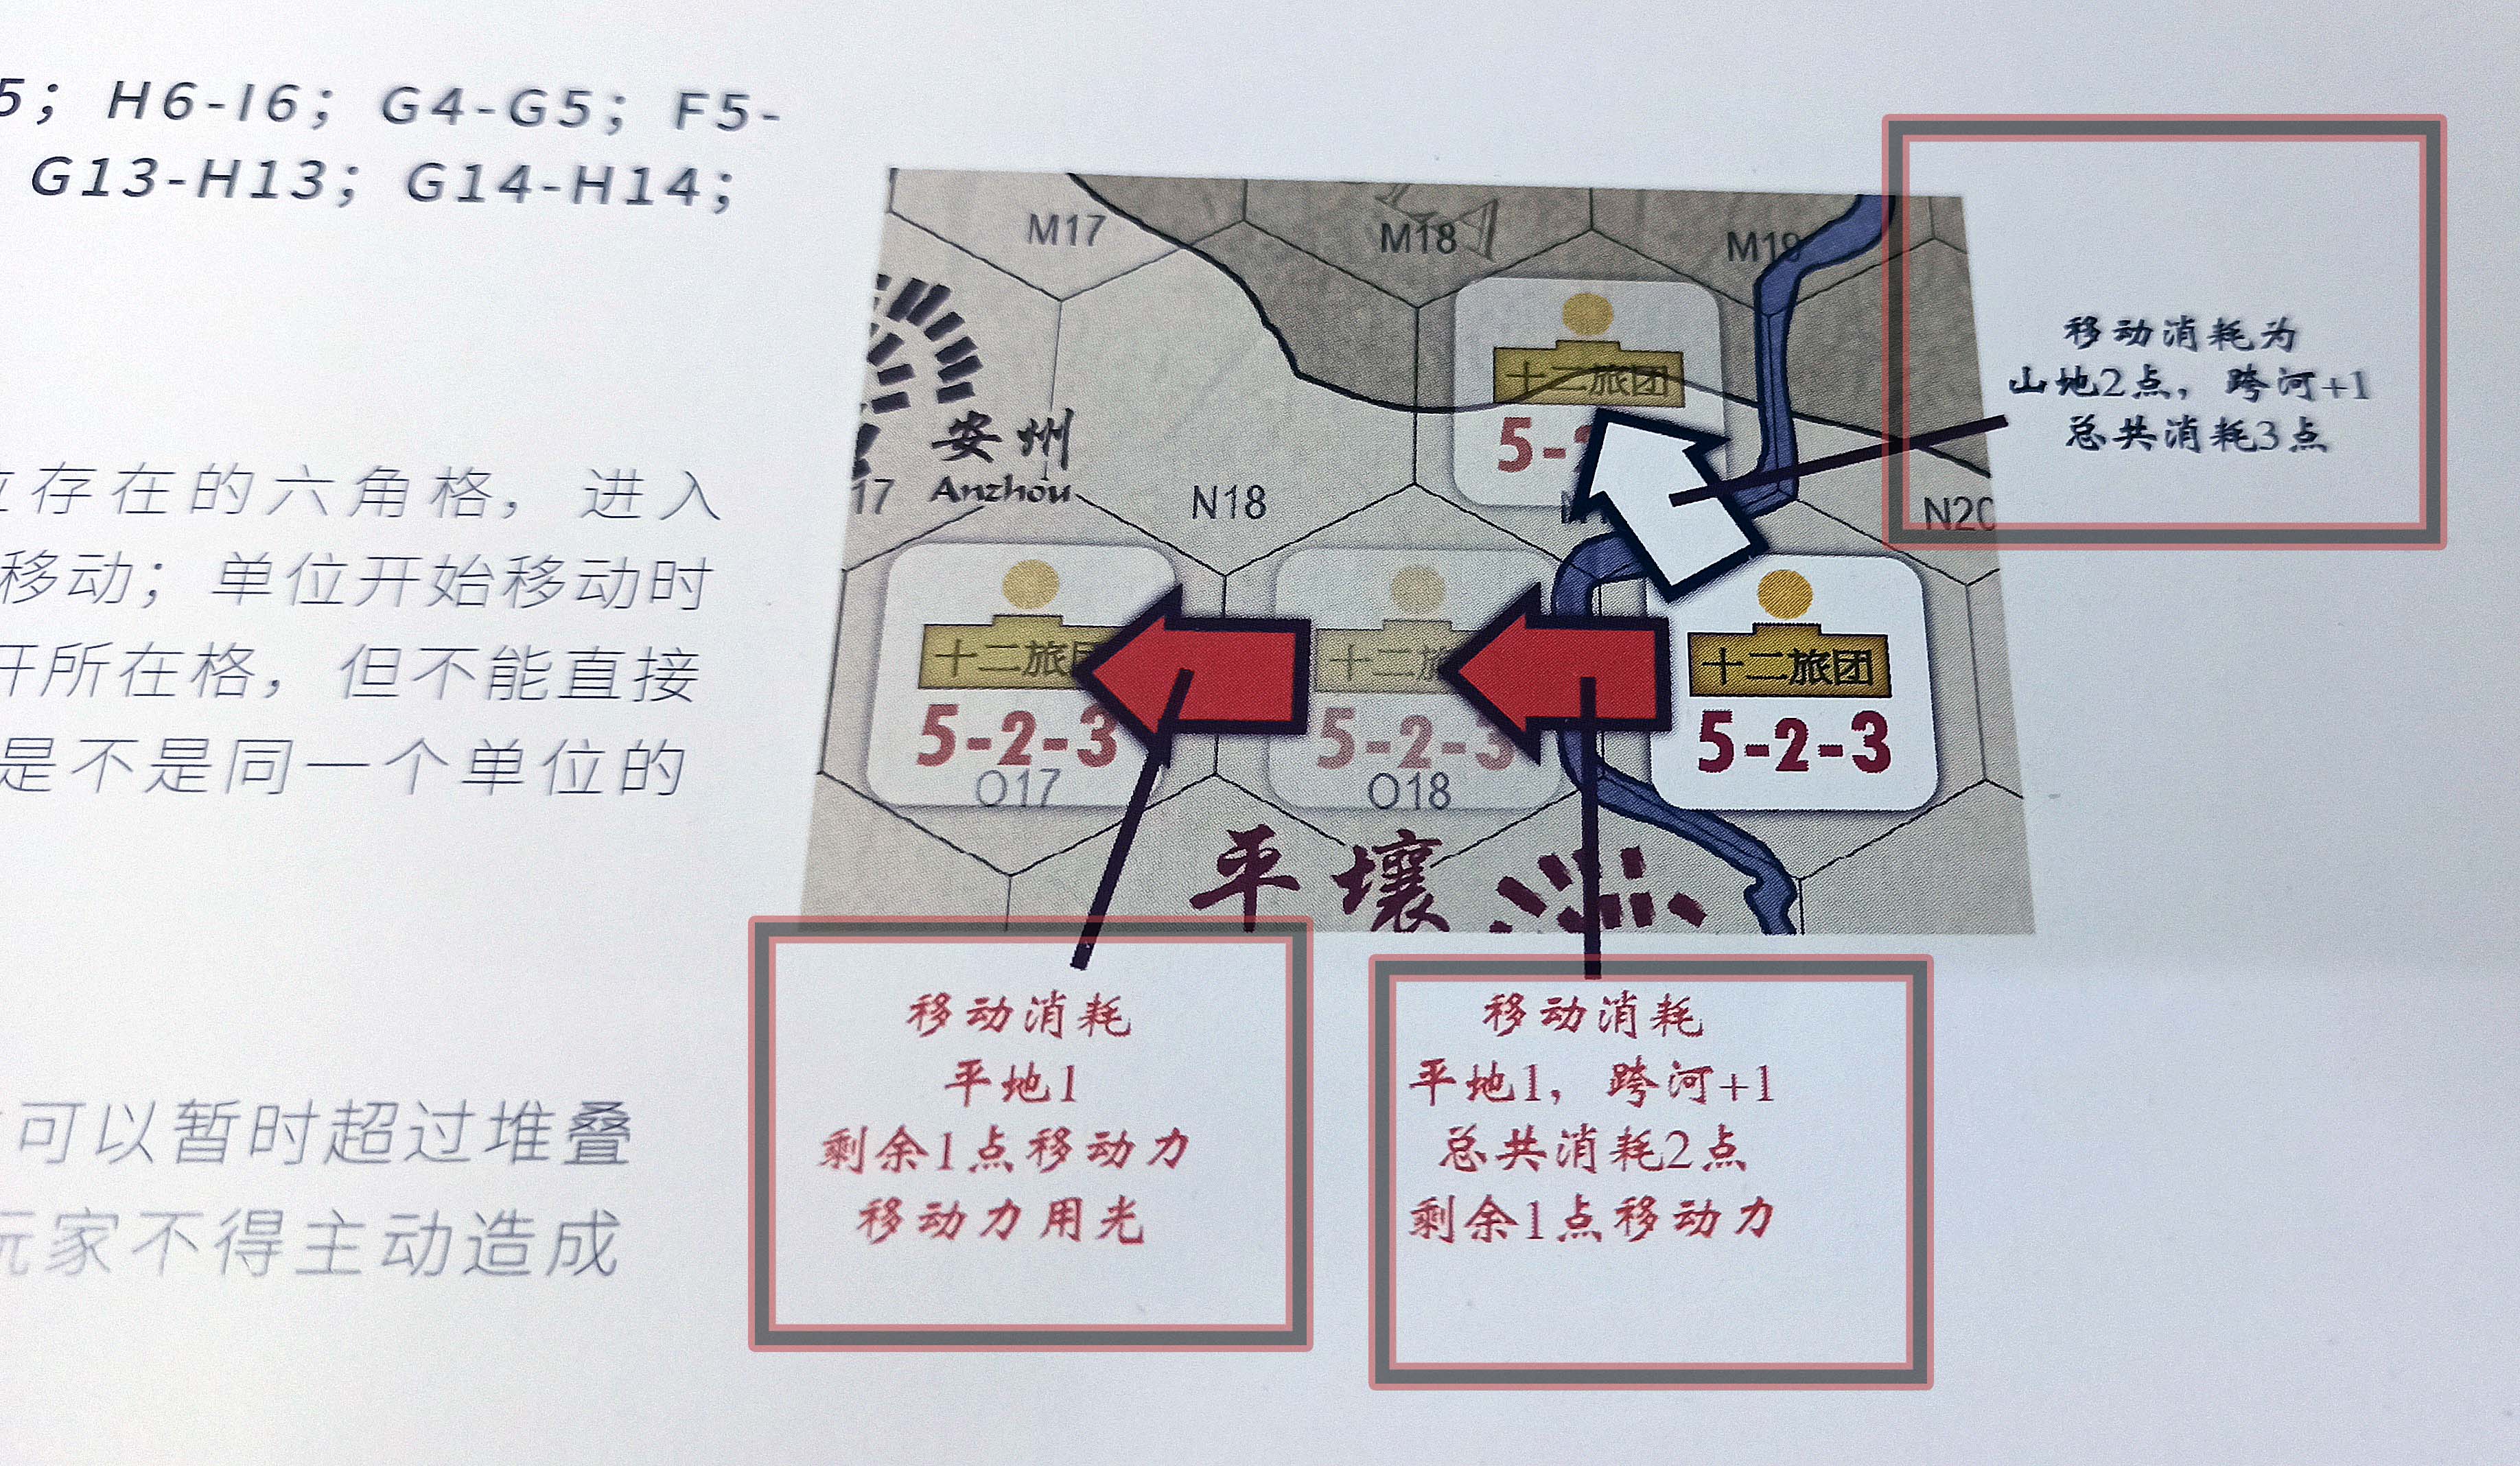 5；H6-I6；G4-G5；F5-
G13-H13；G14-H14；
存在的六角格，进入
移动；单位开始移动时
开所在格，但不能直接
是不是同一个单位的
可以暂时超过堆叠
玩家不得主动造成
M17
M18
M19
十二旅团
5-2
移动消耗为
山地2点，跨河+1
总共消耗3点
安州
Anzhou
17
N18
N20
十二旅团
5-2-3
O17
十二旅
5-2-3
O18
十二旅团
5-2-3
平壤
移动消耗
平地1
剩余1点移动力
移动力用光
移动消耗
平地1，跨河+1
总共消耗2点
剩余1点移动力